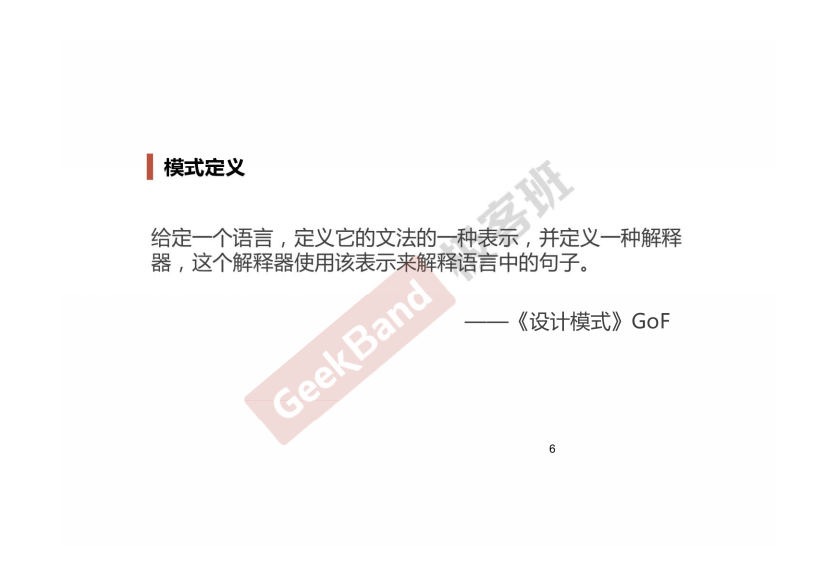 模式定义
给定一个语言，定义它的文法的一种表示，并定义一种解释
器，这个解释器使用该表示来解释语言中的句子。
——《设计模式》GoF
GeekBand 极客班
6